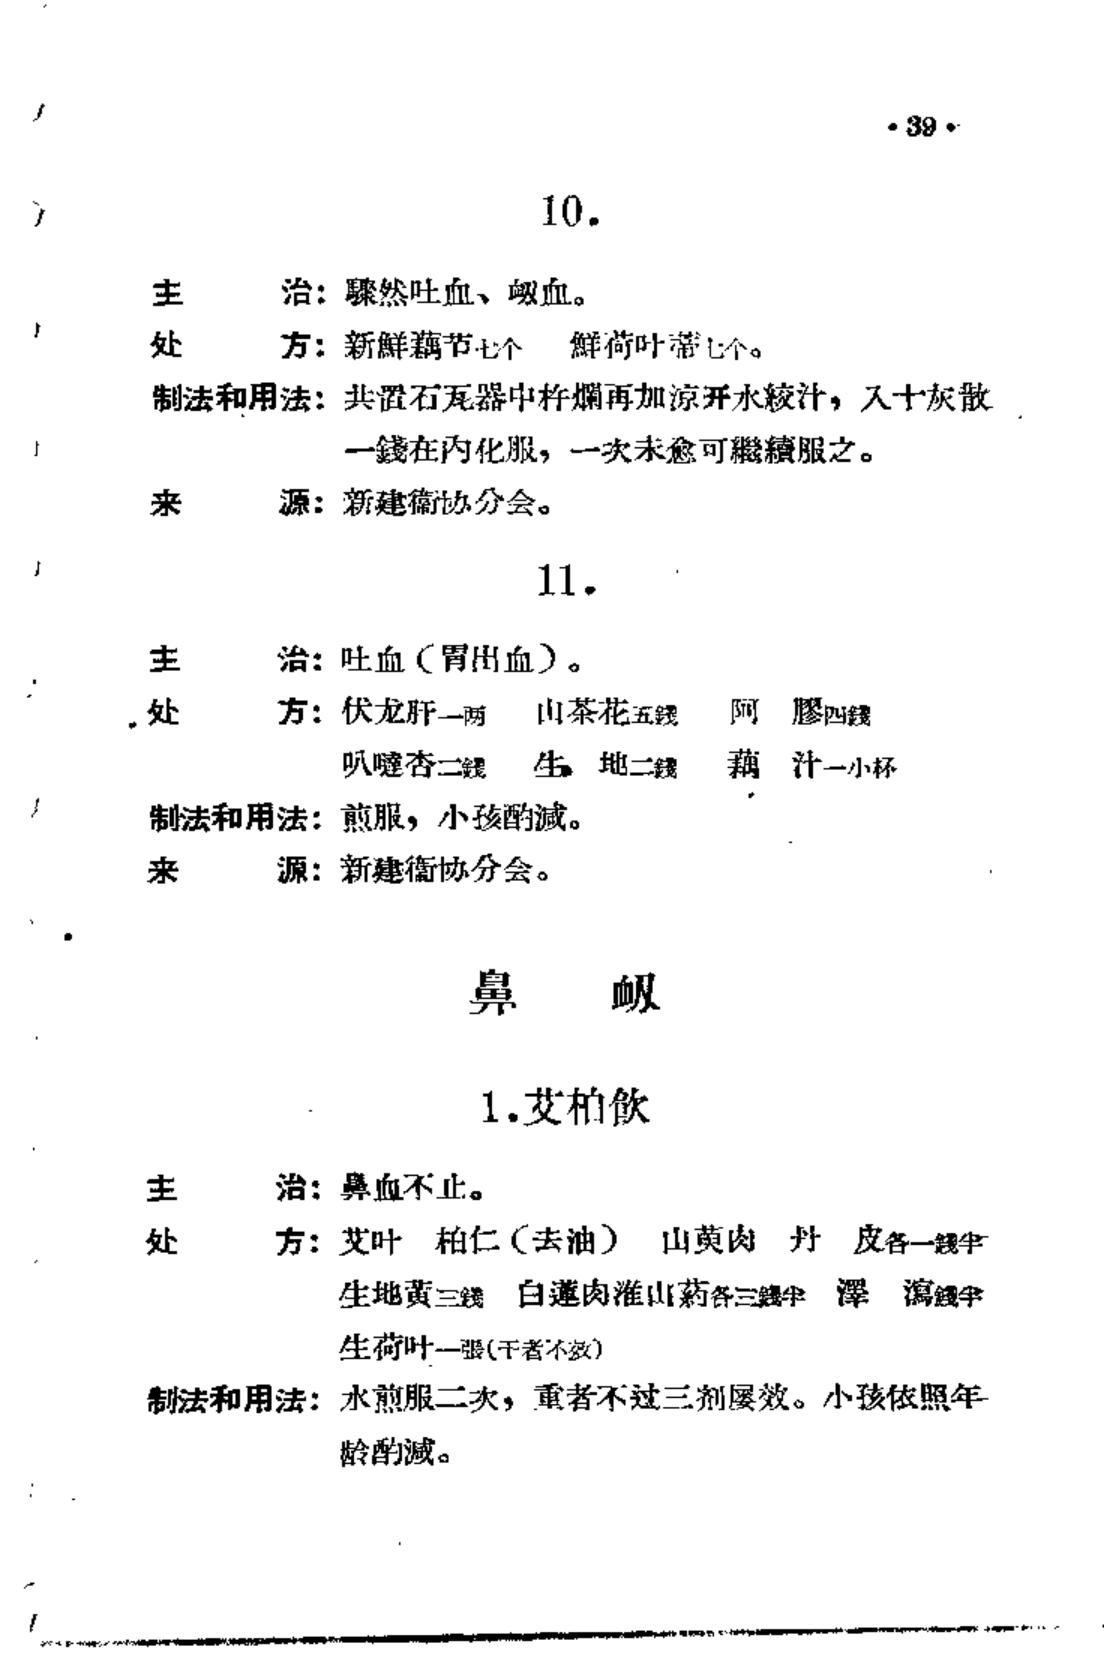 •39•
10.
主　　治：驟然吐血、衂血。
处　　方：新鮮藕节七个　鮮荷叶蒂七个。
制法和用法：共置石瓦器中杵爛再加涼开水絞汁，入十灰散
一錢在內化服，一次未愈可繼續服之。
来　　源：新建衞协分会。
11.
主　　治：吐血（胃出血）。
处　　方：伏龙肝一两　山茶花五錢　阿　膠四錢
叭噠杏二錢　生　地二錢　藕　汁一小杯
制法和用法：煎服，小孩酌减。
来　　源：新建衞协分会。
鼻　衂
1.艾柏飲
主　　治：鼻血不止。
处　　方：艾叶　柏仁（去油）　山萸肉　丹　皮各一錢半
生地黄三錢　白蓮肉淮山葯各三錢半　澤　瀉錢半
生荷叶一張（干者不效）
制法和用法：水煎服二次，重者不过三剂屡效。小孩依照年
龄酌减。